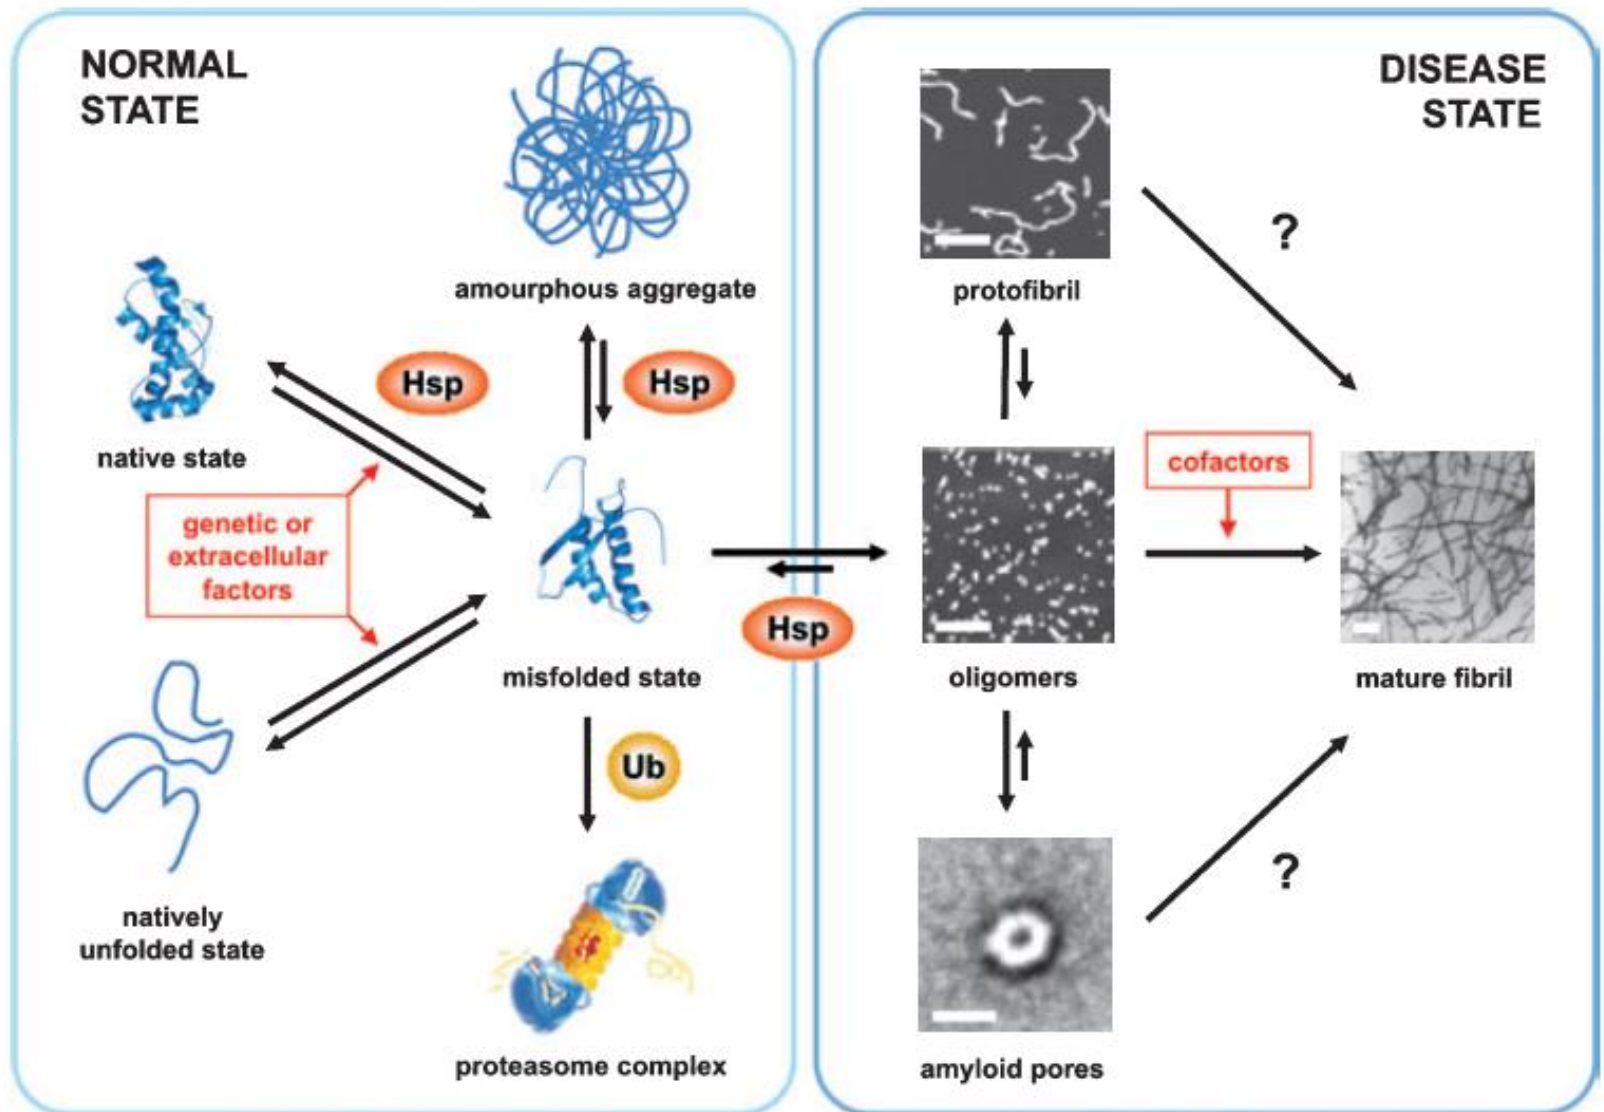 NORMAL
STATE
DISEASE
STATE
amourphous aggregate
protofibril
?
Hsp
Hsp
native state
cofactors
genetic or
extracellular
factors
Hsp
misfolded state
oligomers
mature fibril
Ub
?
natively
unfolded state
proteasome complex
amyloid pores